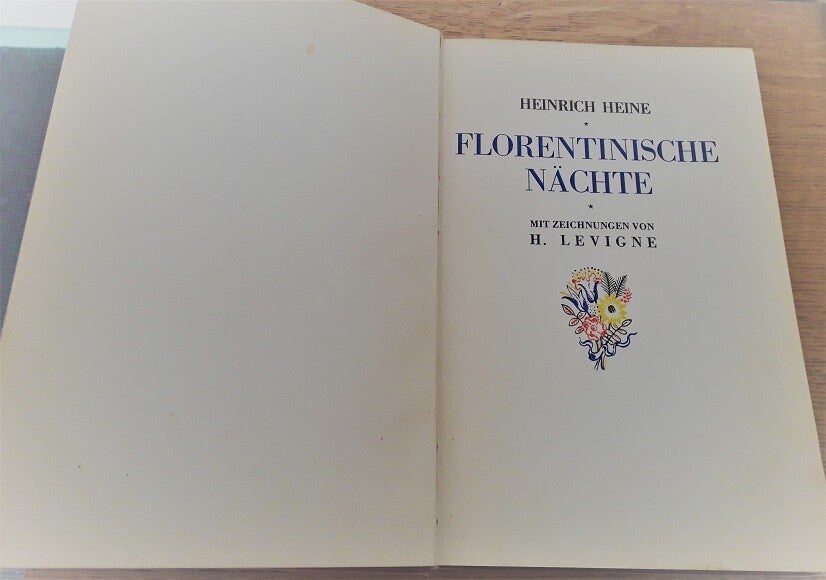 HEINRICH HEINE
*
FLORENTINISCHE
NÄCHTE
*
MIT ZEICHNUNGEN VON
H. LEVIGNE